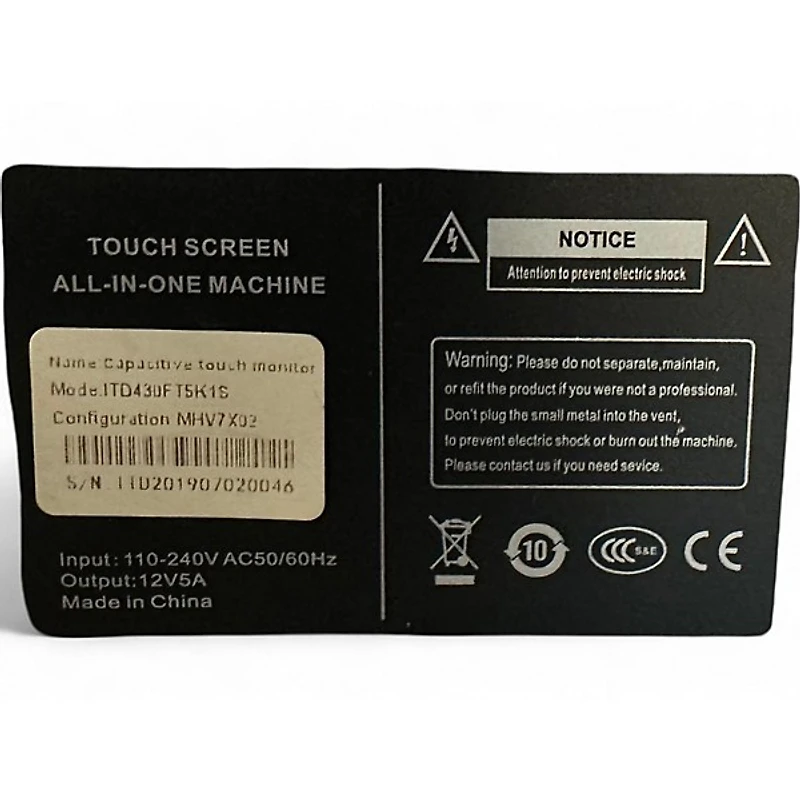 TOUCH SCREEN
ALL-IN-ONE MACHINE
Name:Capacitive touch monitor
Mode:ITD430FT5K1S
Configuration MHV7X02
S/N ITD201907020046
Input: 110-240V AC50/60Hz
Output:12V5A
Made in China
NOTICE
Attention to prevent electric shock
Warning: Please do not separate,maintain,
or refit the product if you were not a professional.
Don't plug the small metal into the vent,
to prevent electric shock or burn out the machine.
Please contact us if you need sevice.
10
CCC S&E
CE